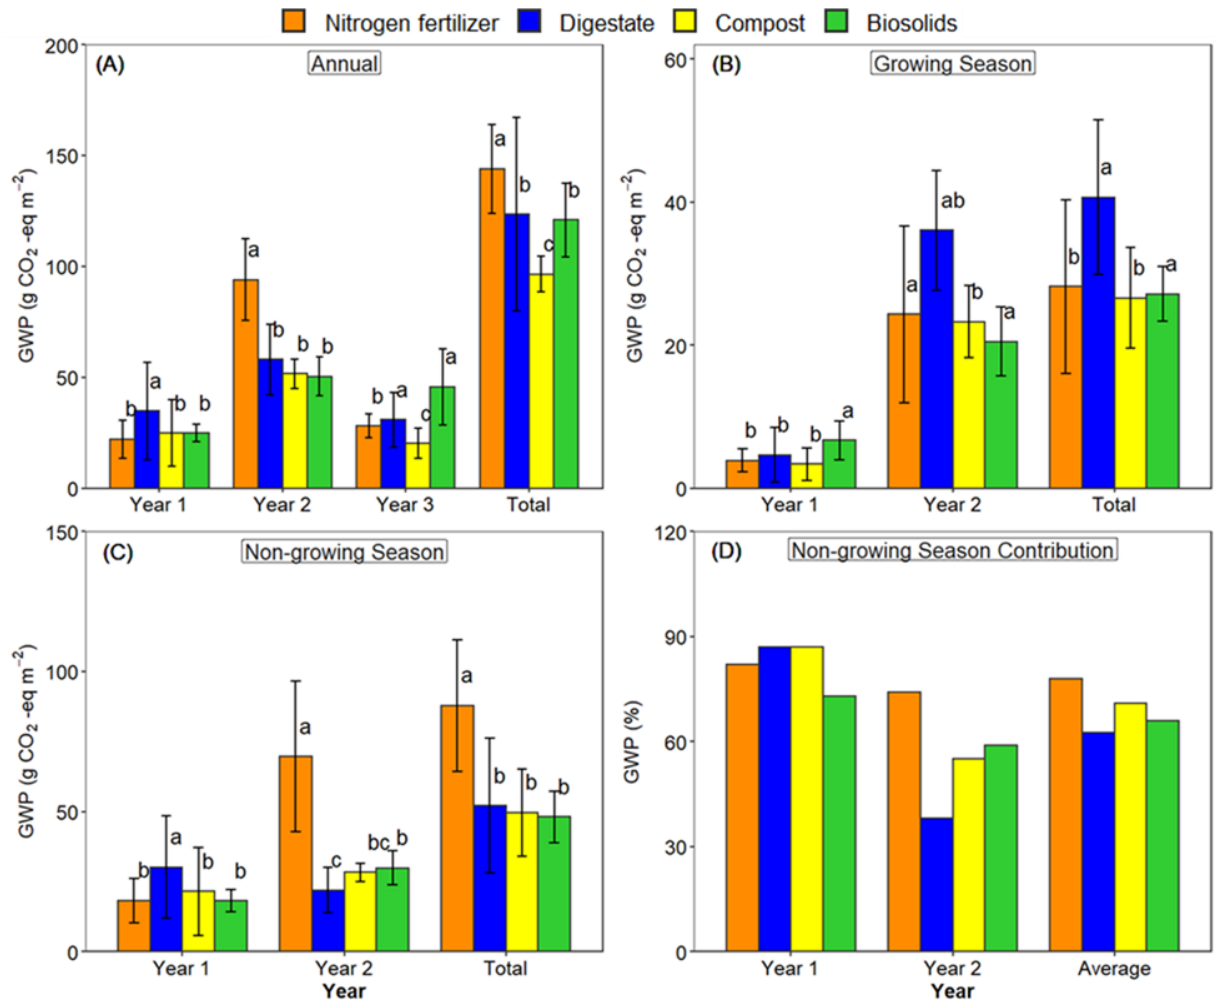 Nitrogen fertilizer Digestate Compost Biosolids
(A) Annual
GWP (g CO₂ -eq m⁻²)
200
150
100
50
0
b a b b
a b b b
b a c a
a b c b
Year 1 Year 2 Year 3 Total
(B) Growing Season
GWP (g CO₂ -eq m⁻²)
60
40
20
0
b b b a
a ab b a
b a b a
Year 1 Year 2 Total
(C) Non-growing Season
GWP (g CO₂ -eq m⁻²)
150
100
50
0
b a b b
a c bc b
a b b b
Year 1 Year 2 Total
Year
(D) Non-growing Season Contribution
GWP (%)
120
90
60
30
0
Year 1 Year 2 Average
Year